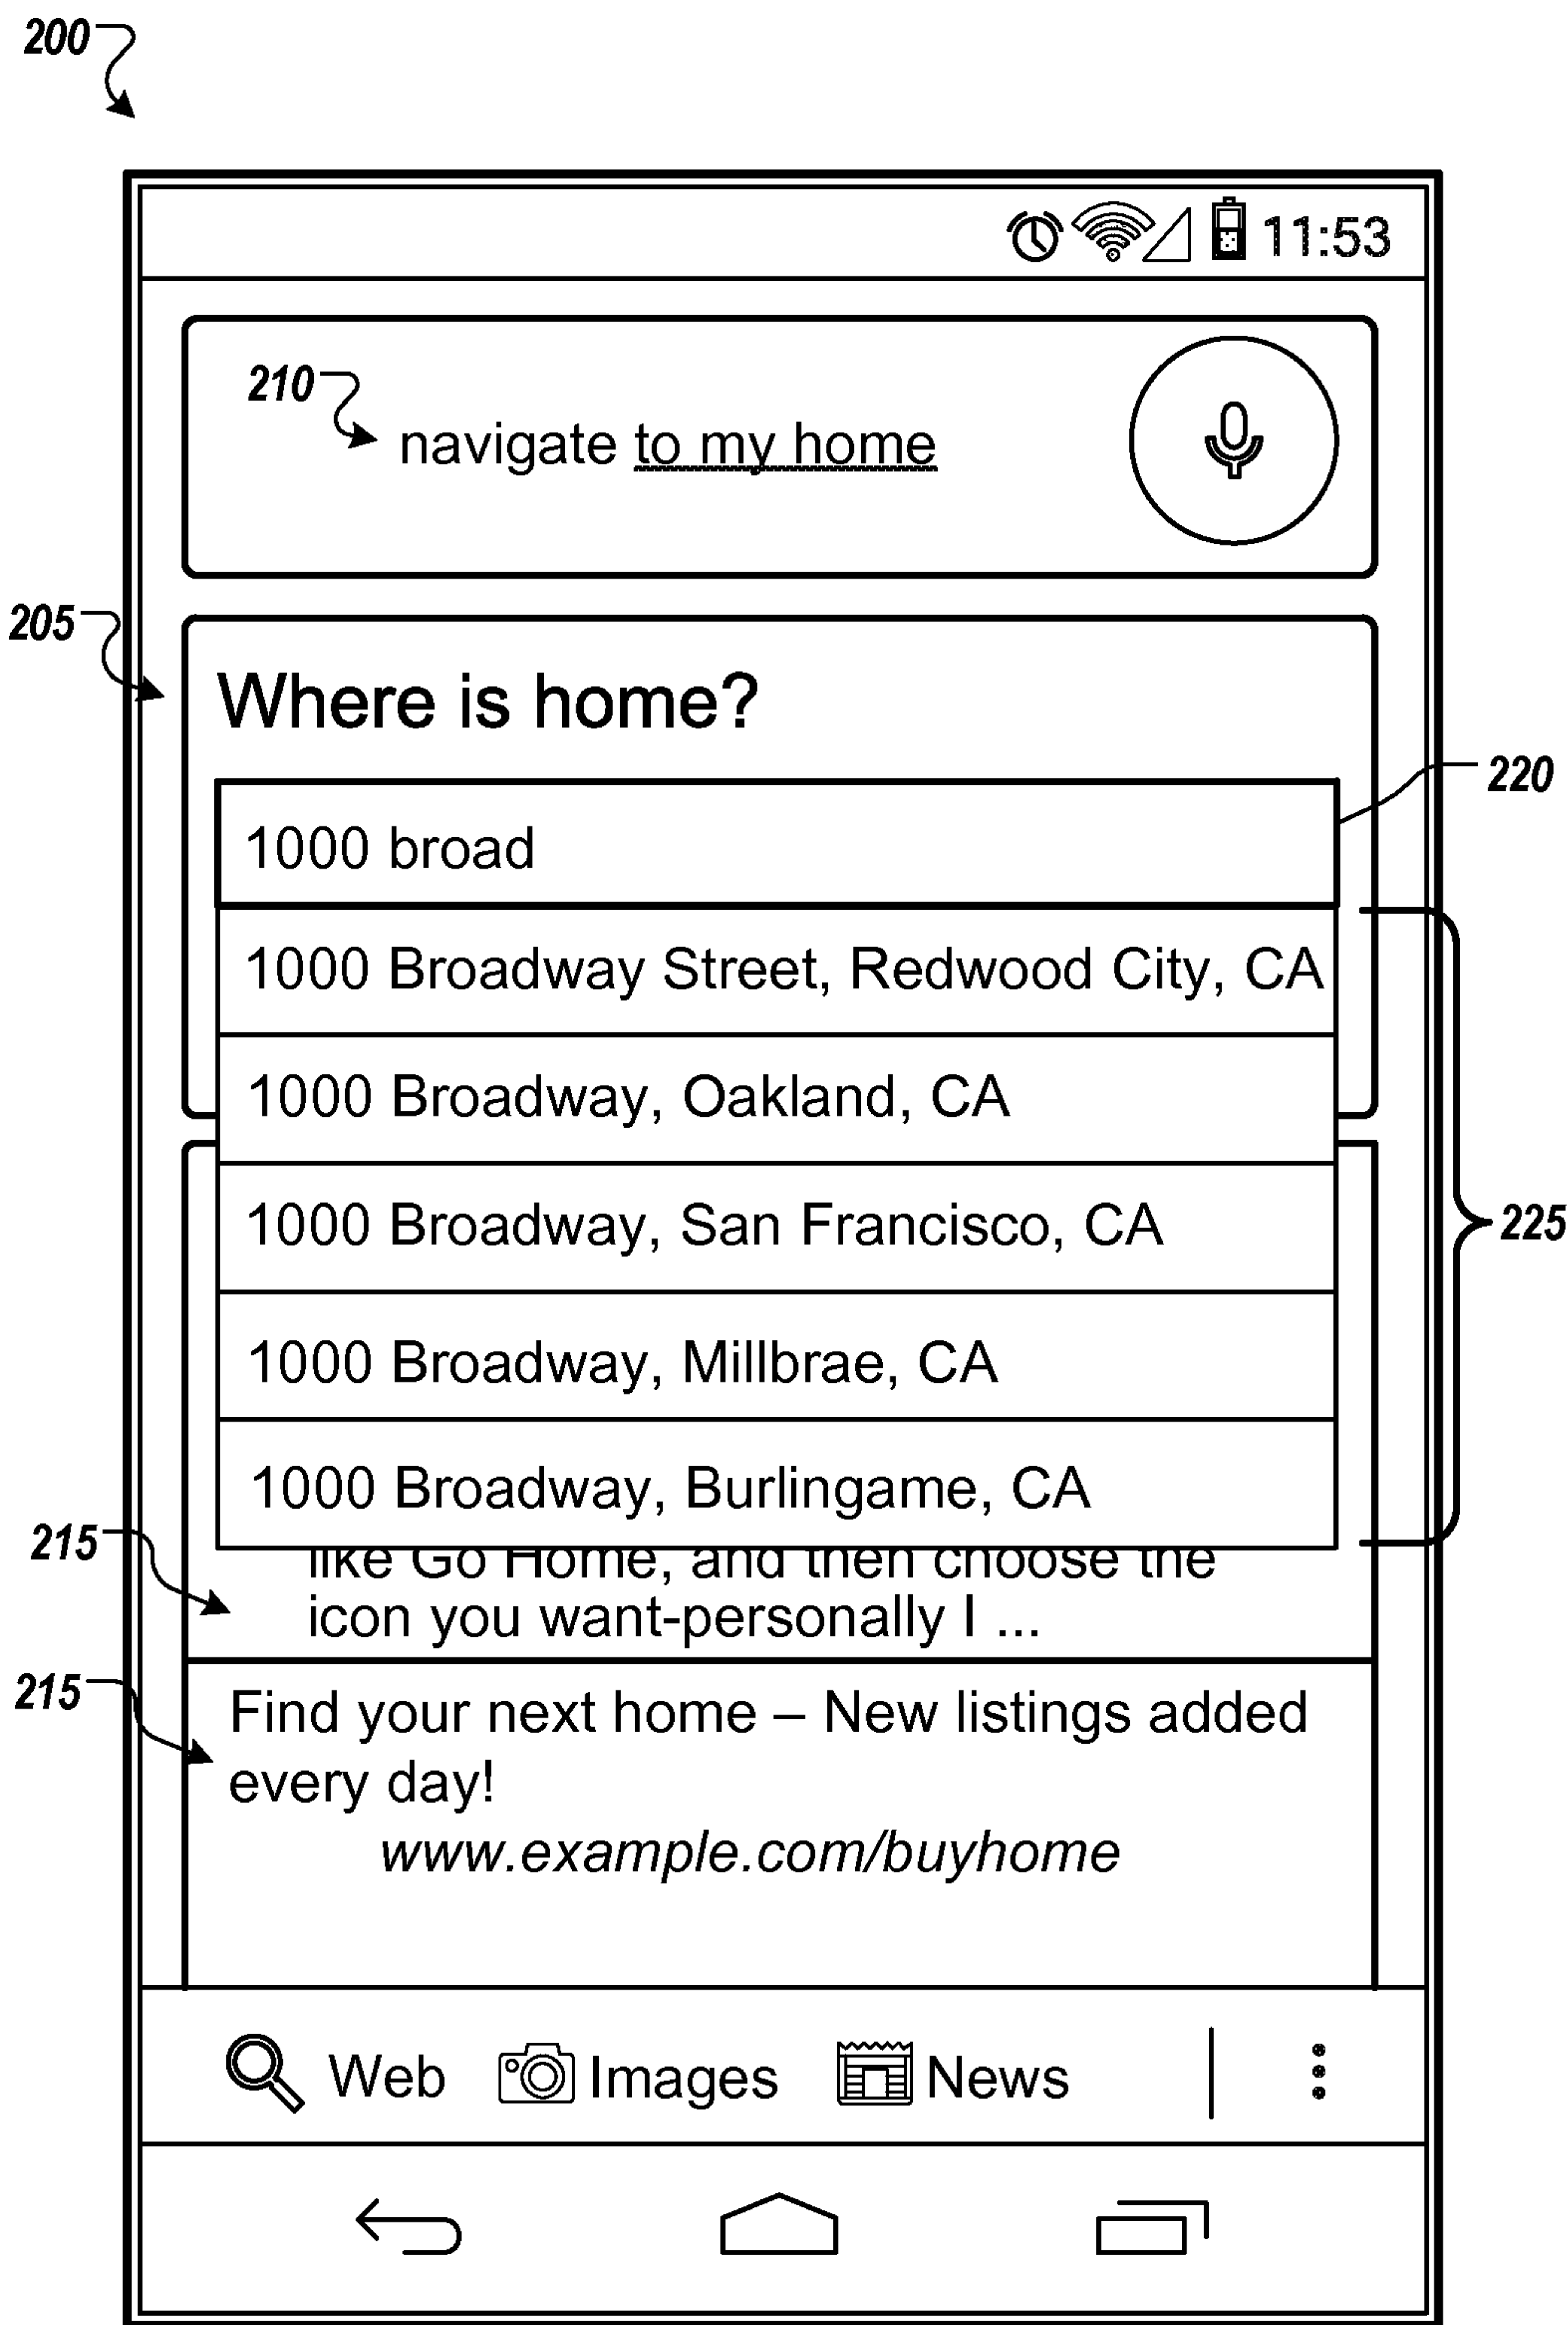 200
11:53
210
navigate to my home
205
Where is home?
220
1000 broad
1000 Broadway Street, Redwood City, CA
1000 Broadway, Oakland, CA
1000 Broadway, San Francisco, CA
225
1000 Broadway, Millbrae, CA
1000 Broadway, Burlingame, CA
215
like Go Home, and then choose the
icon you want-personally I ...
215
Find your next home – New listings added
every day!
www.example.com/buyhome
Web Images News